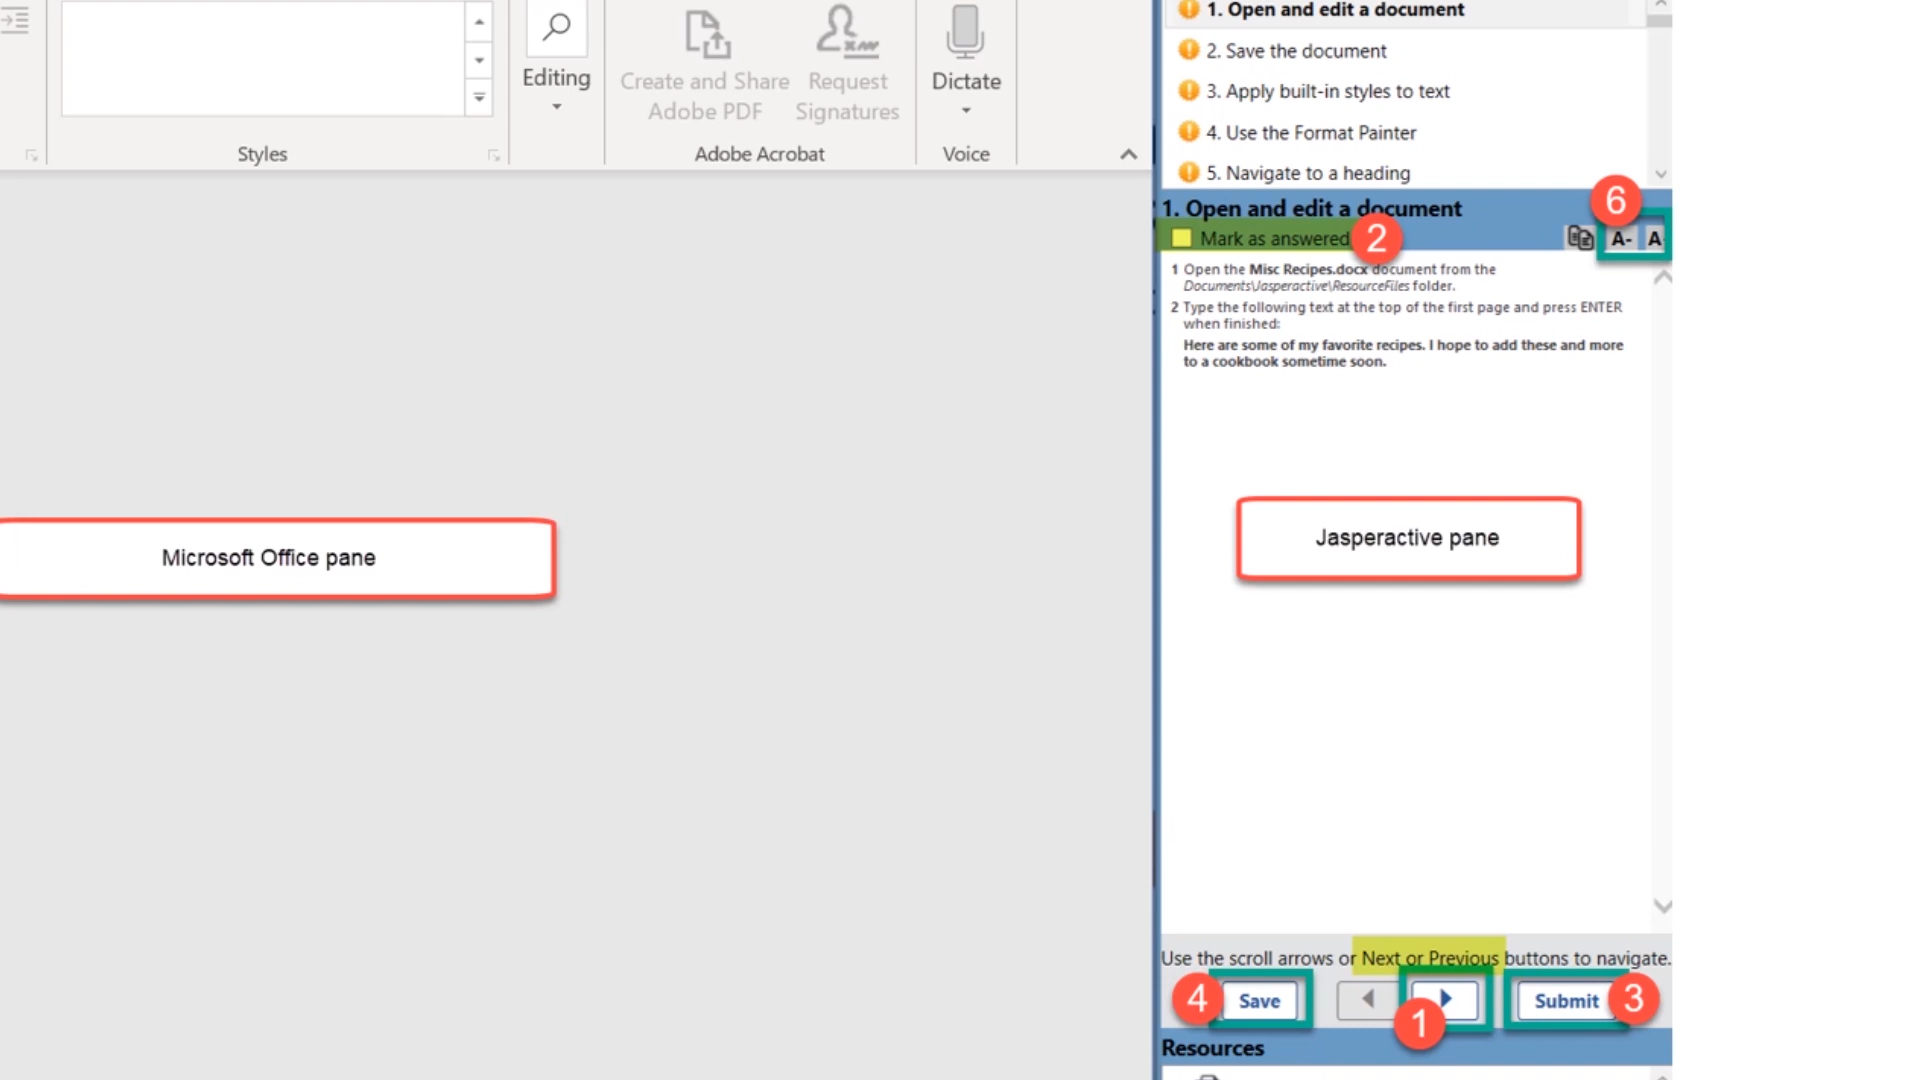 Editing
Create and Share
Adobe PDF
Request
Signatures
Dictate
Styles
Adobe Acrobat
Voice
Microsoft Office pane
1. Open and edit a document
2. Save the document
3. Apply built-in styles to text
4. Use the Format Painter
5. Navigate to a heading
6
1. Open and edit a document
Mark as answered
2
A-
A
1 Open the Misc Recipes.docx document from the
Documents\Jasperactive\ResourceFiles folder.
2 Type the following text at the top of the first page and press ENTER
when finished:
Here are some of my favorite recipes. I hope to add these and more
to a cookbook sometime soon.
Jasperactive pane
Use the scroll arrows or Next or Previous buttons to navigate.
4
Save
1
Submit
3
Resources